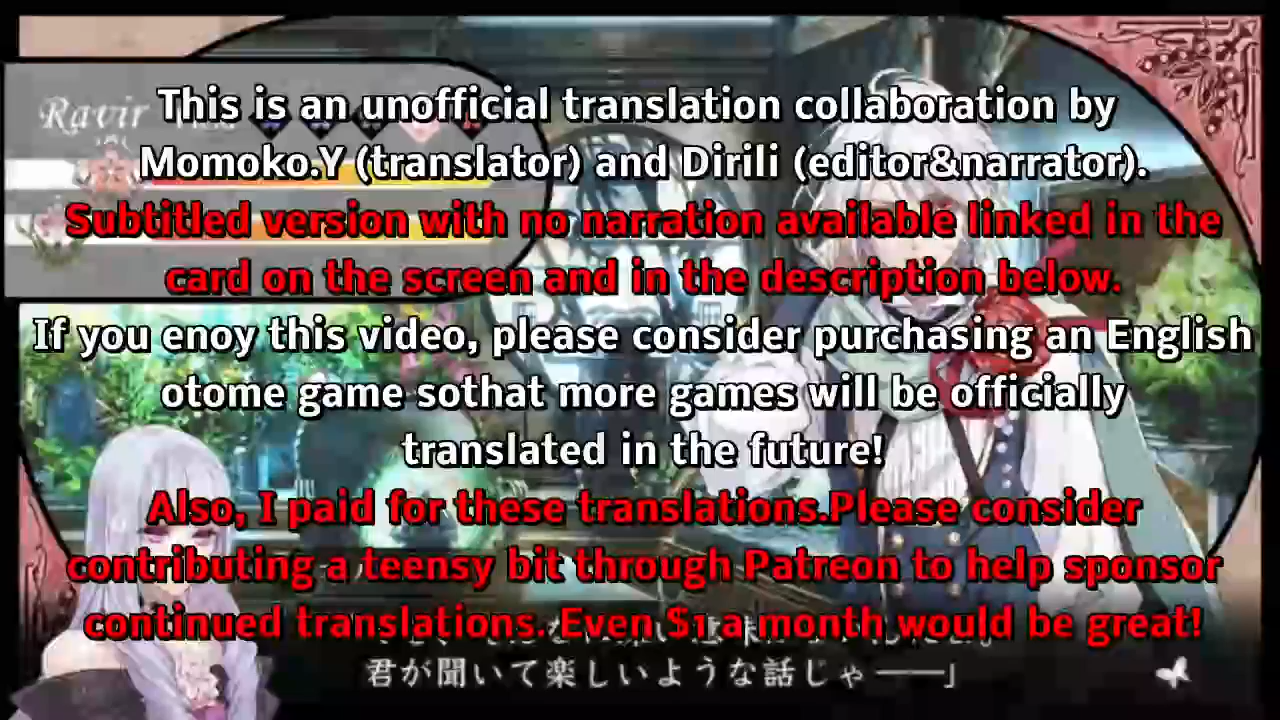 Ravir
This is an unofficial translation collaboration by
Momoko.Y (translator) and Dirili (editor&narrator).
Subtitled version with no narration available linked in the
card on the screen and in the description below.
If you enoy this video, please consider purchasing an English
otome game sothat more games will be officially
translated in the future!
Also, I paid for these translations.Please consider
contributing a teensy bit through Patreon to help sponsor
continued translations. Even $1 a month would be great!
君が聞いて楽しいような話じゃ――」